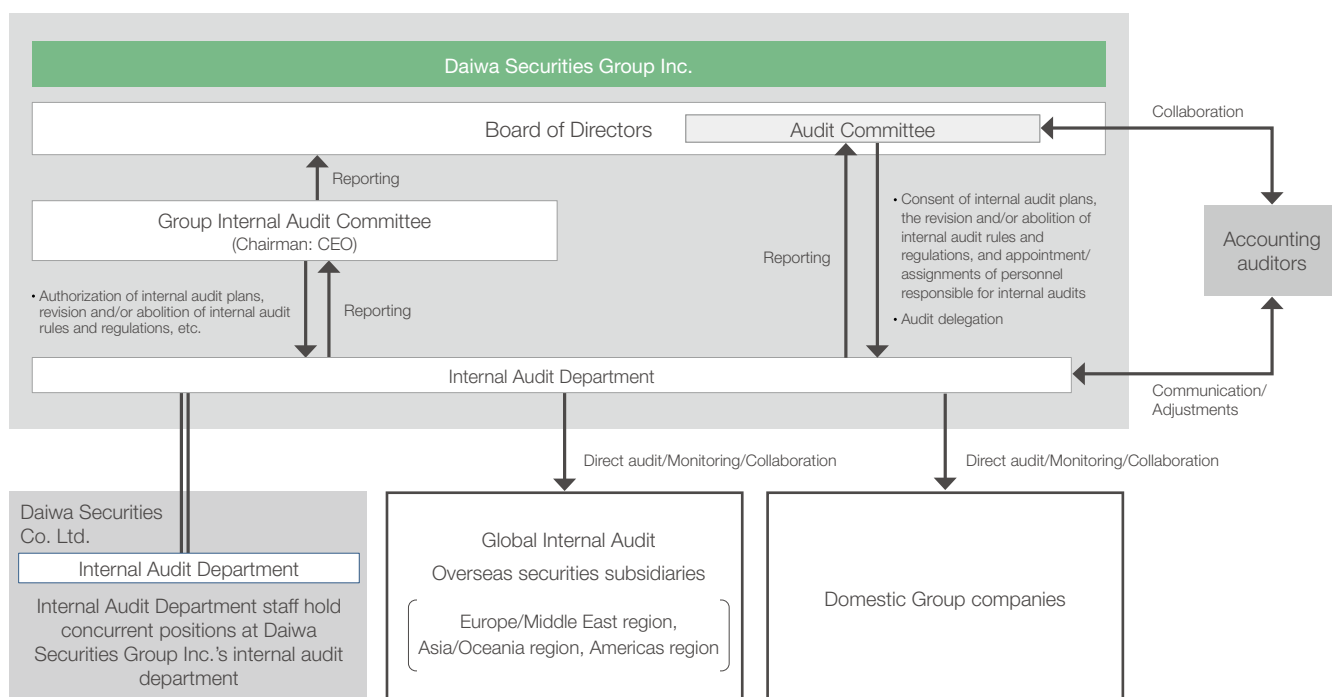 Daiwa Securities Group Inc.
Board of Directors
Audit Committee
Collaboration
Reporting
Group Internal Audit Committee
(Chairman: CEO)
• Consent of internal audit plans,
the revision and/or abolition of
internal audit rules and
regulations, and appointment/
assignments of personnel
responsible for internal audits
• Audit delegation
Reporting
Accounting
auditors
• Authorization of internal audit plans,
revision and/or abolition of internal audit
rules and regulations, etc.
Reporting
Internal Audit Department
Communication/
Adjustments
Direct audit/Monitoring/Collaboration
Direct audit/Monitoring/Collaboration
Daiwa Securities
Co. Ltd.
Internal Audit Department
Internal Audit Department staff hold
concurrent positions at Daiwa
Securities Group Inc.'s internal audit
department
Global Internal Audit
Overseas securities subsidiaries
Europe/Middle East region,
Asia/Oceania region, Americas region
Domestic Group companies